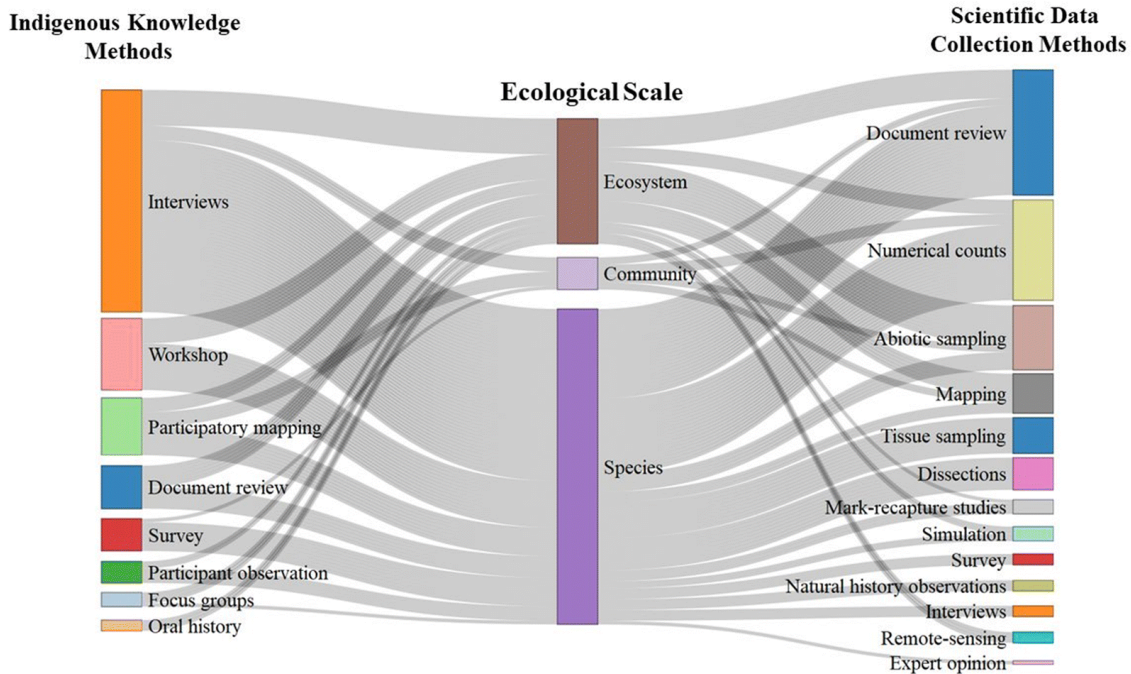 Indigenous Knowledge
Methods
Interviews
Workshop
Participatory mapping
Document review
Survey
Participant observation
Focus groups
Oral history
Ecological Scale
Ecosystem
Community
Species
Scientific Data
Collection Methods
Document review
Numerical counts
Abiotic sampling
Mapping
Tissue sampling
Dissections
Mark-recapture studies
Simulation
Survey
Natural history observations
Interviews
Remote-sensing
Expert opinion